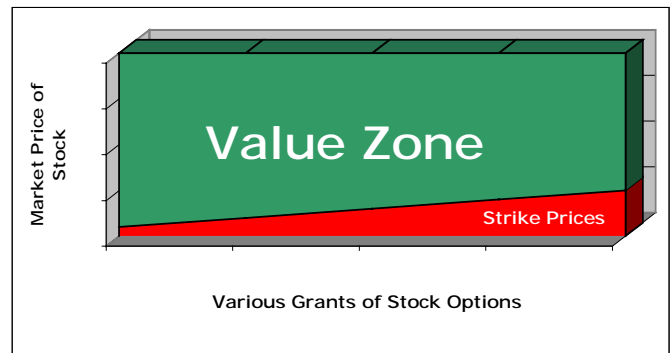 Market Price of
Stock
Value Zone
Strike Prices
Various Grants of Stock Options